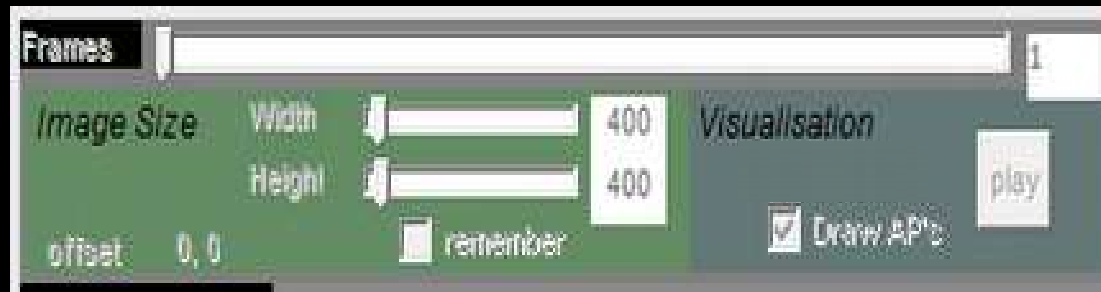 Frames 1
Image Size Width 400 Visualisation
Height 400 play
remember Draw AP's
offset 0, 0